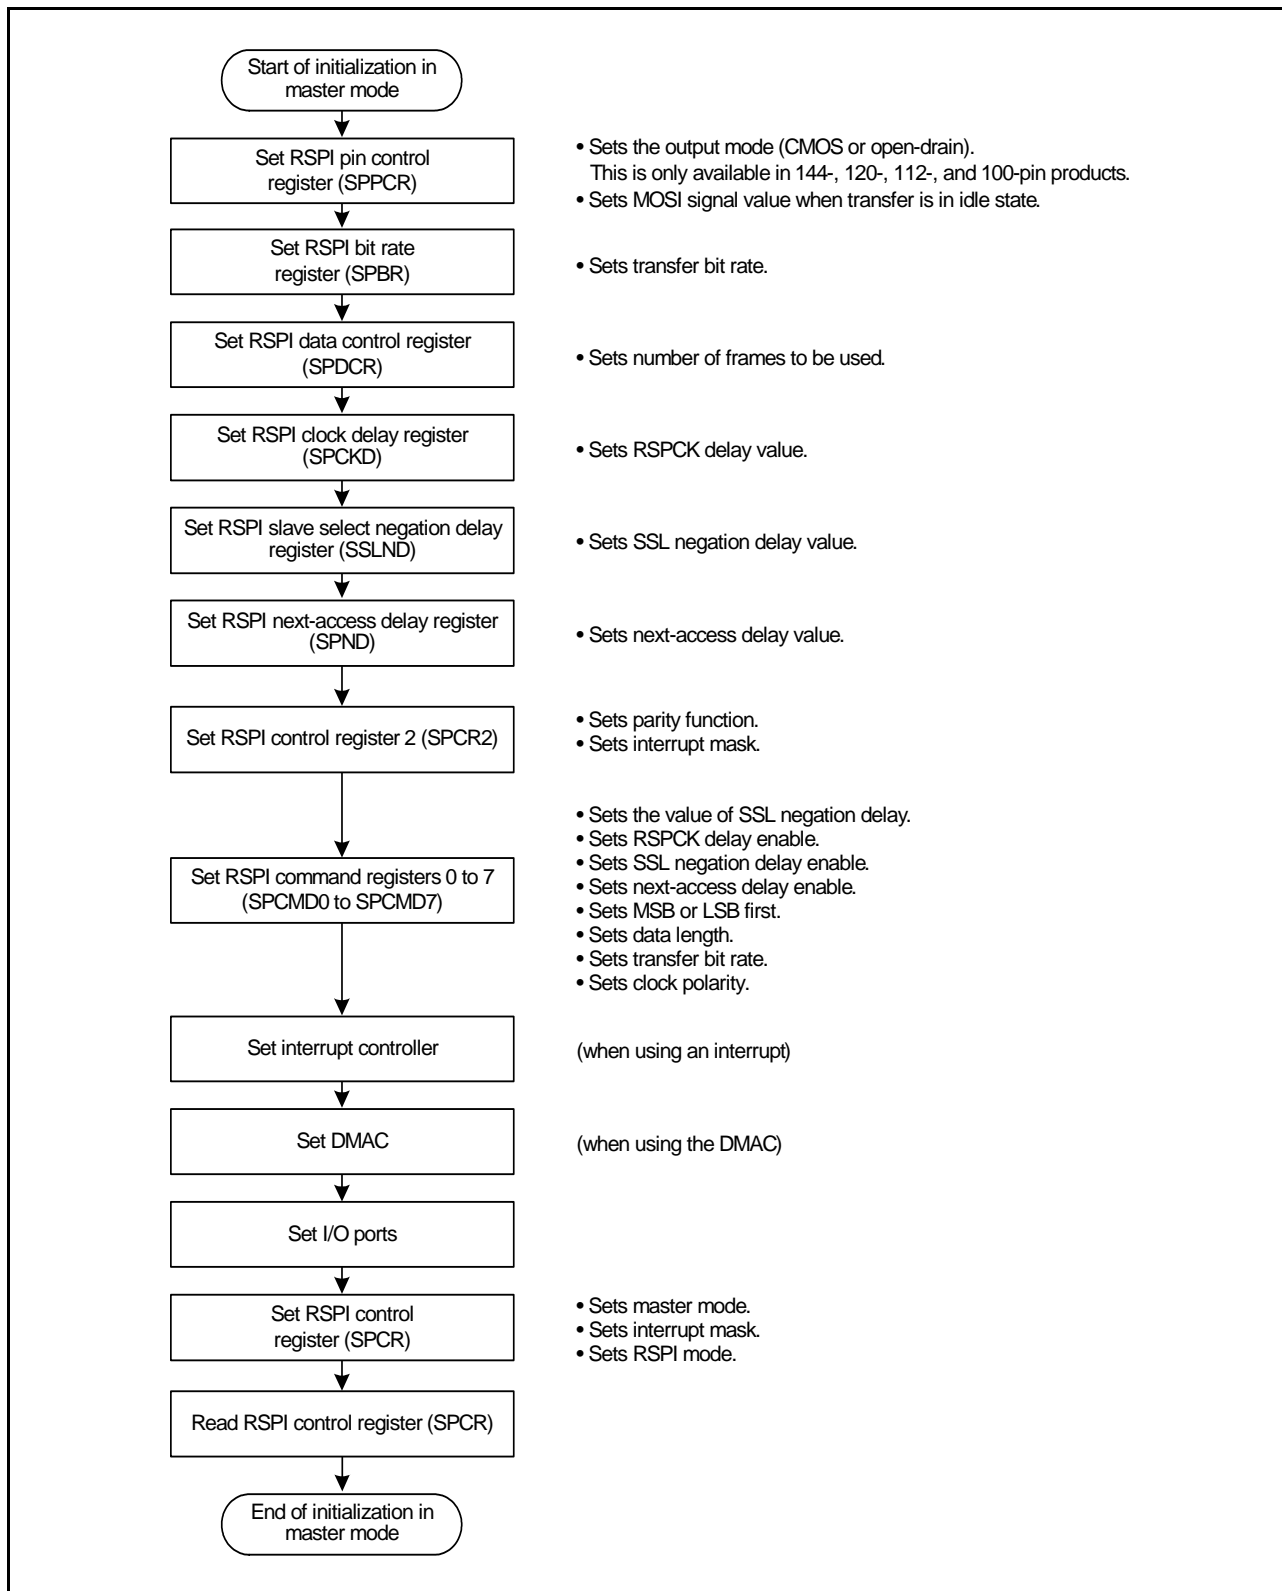 Start of initialization in
master mode
Set RSPI pin control
register (SPPCR)
• Sets the output mode (CMOS or open-drain).
This is only available in 144-, 120-, 112-, and 100-pin products.
• Sets MOSI signal value when transfer is in idle state.
Set RSPI bit rate
register (SPBR)
• Sets transfer bit rate.
Set RSPI data control register
(SPDCR)
• Sets number of frames to be used.
Set RSPI clock delay register
(SPCKD)
• Sets RSPCK delay value.
Set RSPI slave select negation delay
register (SSLND)
• Sets SSL negation delay value.
Set RSPI next-access delay register
(SPND)
• Sets next-access delay value.
Set RSPI control register 2 (SPCR2)
• Sets parity function.
• Sets interrupt mask.
Set RSPI command registers 0 to 7
(SPCMD0 to SPCMD7)
• Sets the value of SSL negation delay.
• Sets RSPCK delay enable.
• Sets SSL negation delay enable.
• Sets next-access delay enable.
• Sets MSB or LSB first.
• Sets data length.
• Sets transfer bit rate.
• Sets clock polarity.
Set interrupt controller
(when using an interrupt)
Set DMAC
(when using the DMAC)
Set I/O ports
Set RSPI control
register (SPCR)
• Sets master mode.
• Sets interrupt mask.
• Sets RSPI mode.
Read RSPI control register (SPCR)
End of initialization in
master mode